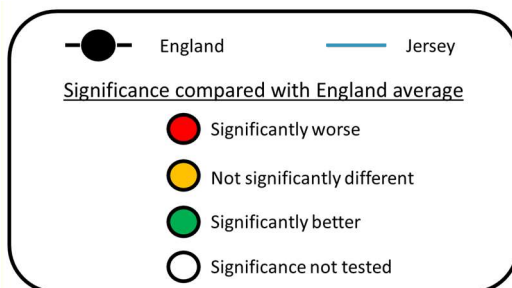 England Jersey
Significance compared with England average
Significantly worse
Not significantly different
Significantly better
Significance not tested